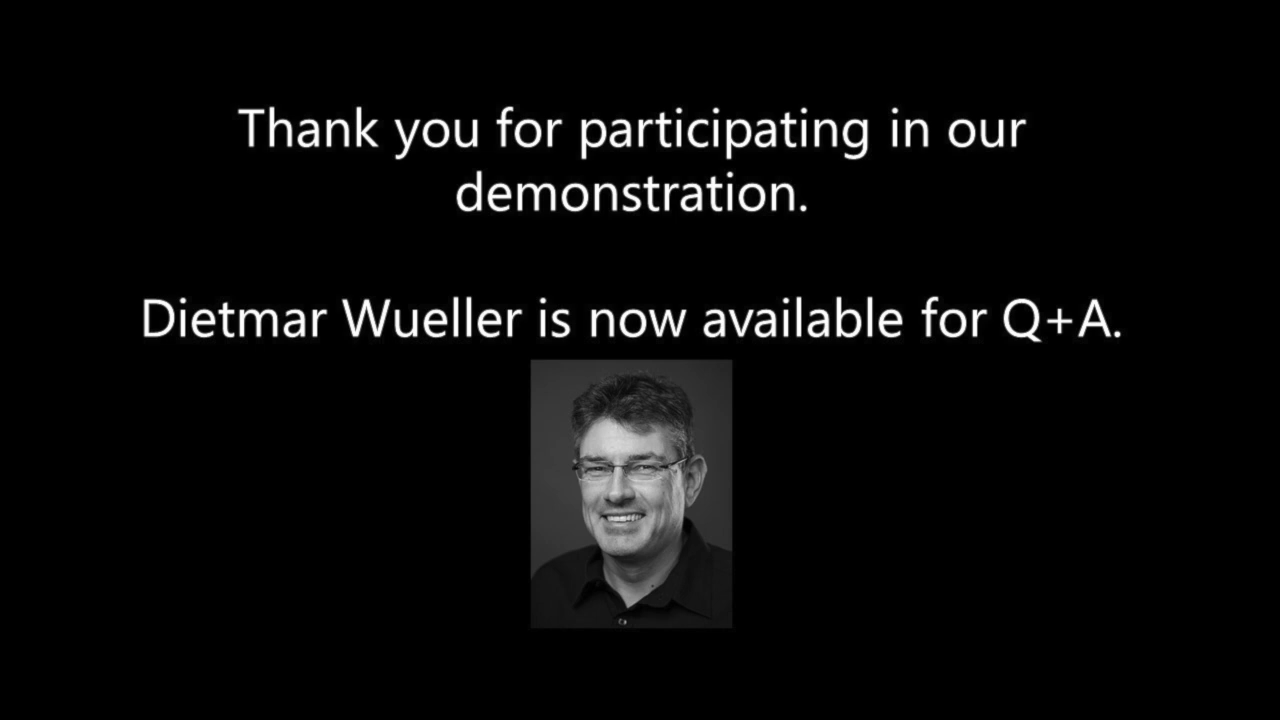 Thank you for participating in our
demonstration.
Dietmar Wueller is now available for Q+A.